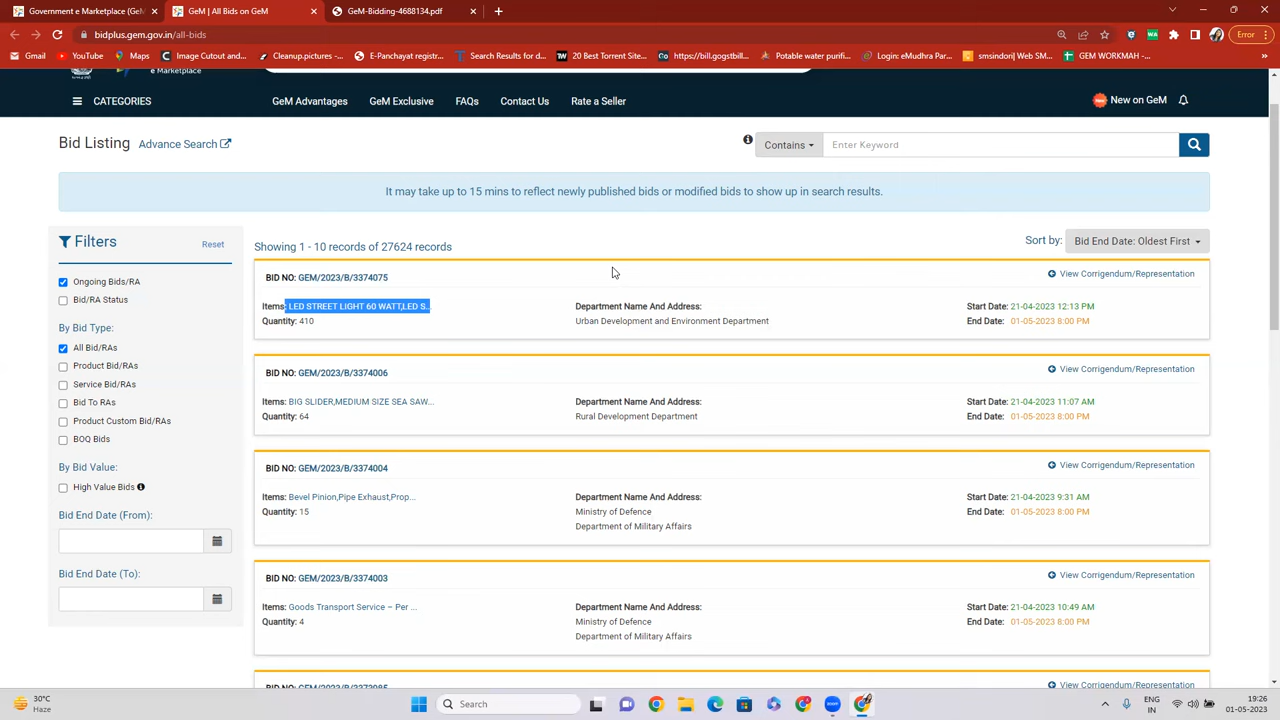 Government e Marketplace (GeM
GeM | All Bids on GeM
GeM-Bidding-4688134.pdf
bidplus.gem.gov.in/all-bids
Error
Gmail
YouTube
Maps
Image Cutout and...
Cleanup.pictures -...
E-Panchayat registr...
Search Results for...
20 Best Torrent Site...
https://bill.gogstbill...
Potable water purifi...
Login: eMudhra Par...
smsindori| Web SM...
GEM WORKMAH -...
e Marketplace
CATEGORIES
GeM Advantages
GeM Exclusive
FAQs
Contact Us
Rate a Seller
New on GeM
Bid Listing
Advance Search
Contains
Enter Keyword
It may take up to 15 mins to reflect newly published bids or modified bids to show up in search results.
Filters
Reset
Ongoing Bids/RA
Bid/RA Status
By Bid Type:
All Bid/RAs
Product Bid/RAs
Service Bid/RAs
Bid To RAs
Product Custom Bid/RAs
BOQ Bids
By Bid Value:
High Value Bids
Bid End Date (From):
Bid End Date (To):
Showing 1 - 10 records of 27624 records
Sort by:
Bid End Date: Oldest First
BID NO: GEM/2023/B/3374075
View Corrigendum/Representation
Items: LED STREET LIGHT 60 WATT,LED S...
Quantity: 410
Department Name And Address:
Urban Development and Environment Department
Start Date: 21-04-2023 12:13 PM
End Date: 01-05-2023 8:00 PM
BID NO: GEM/2023/B/3374006
View Corrigendum/Representation
Items: BIG SLIDER,MEDIUM SIZE SEA SAW...
Quantity: 64
Department Name And Address:
Rural Development Department
Start Date: 21-04-2023 11:07 AM
End Date: 01-05-2023 8:00 PM
BID NO: GEM/2023/B/3374004
View Corrigendum/Representation
Items: Bevel Pinion,Pipe Exhaust,Prop...
Quantity: 15
Department Name And Address:
Ministry of Defence
Department of Military Affairs
Start Date: 21-04-2023 9:31 AM
End Date: 01-05-2023 8:00 PM
BID NO: GEM/2023/B/3374003
View Corrigendum/Representation
Items: Goods Transport Service – Per ...
Quantity: 4
Department Name And Address:
Ministry of Defence
Department of Military Affairs
Start Date: 21-04-2023 10:49 AM
End Date: 01-05-2023 8:00 PM
View Corrigendum/Representation
30°C
Haze
Search
ENG
IN
19:26
01-05-2023